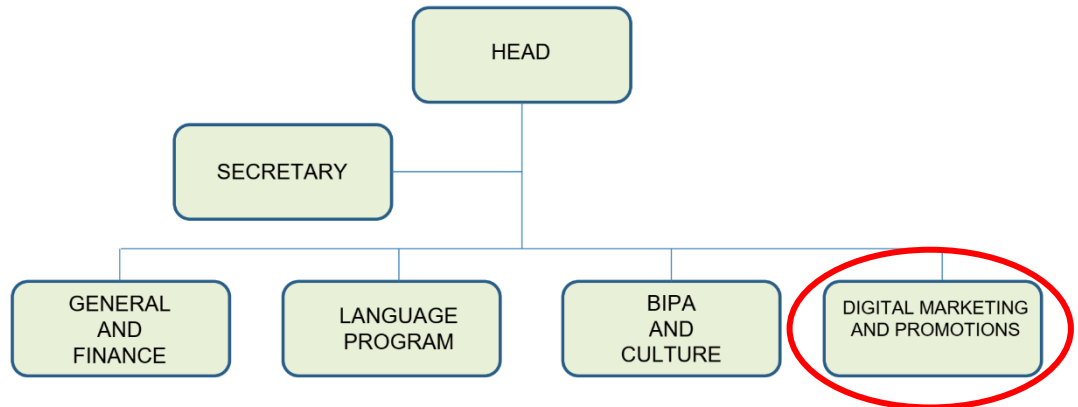 HEAD
SECRETARY
GENERAL
AND
FINANCE
LANGUAGE
PROGRAM
BIPA
AND
CULTURE
DIGITAL MARKETING
AND PROMOTIONS